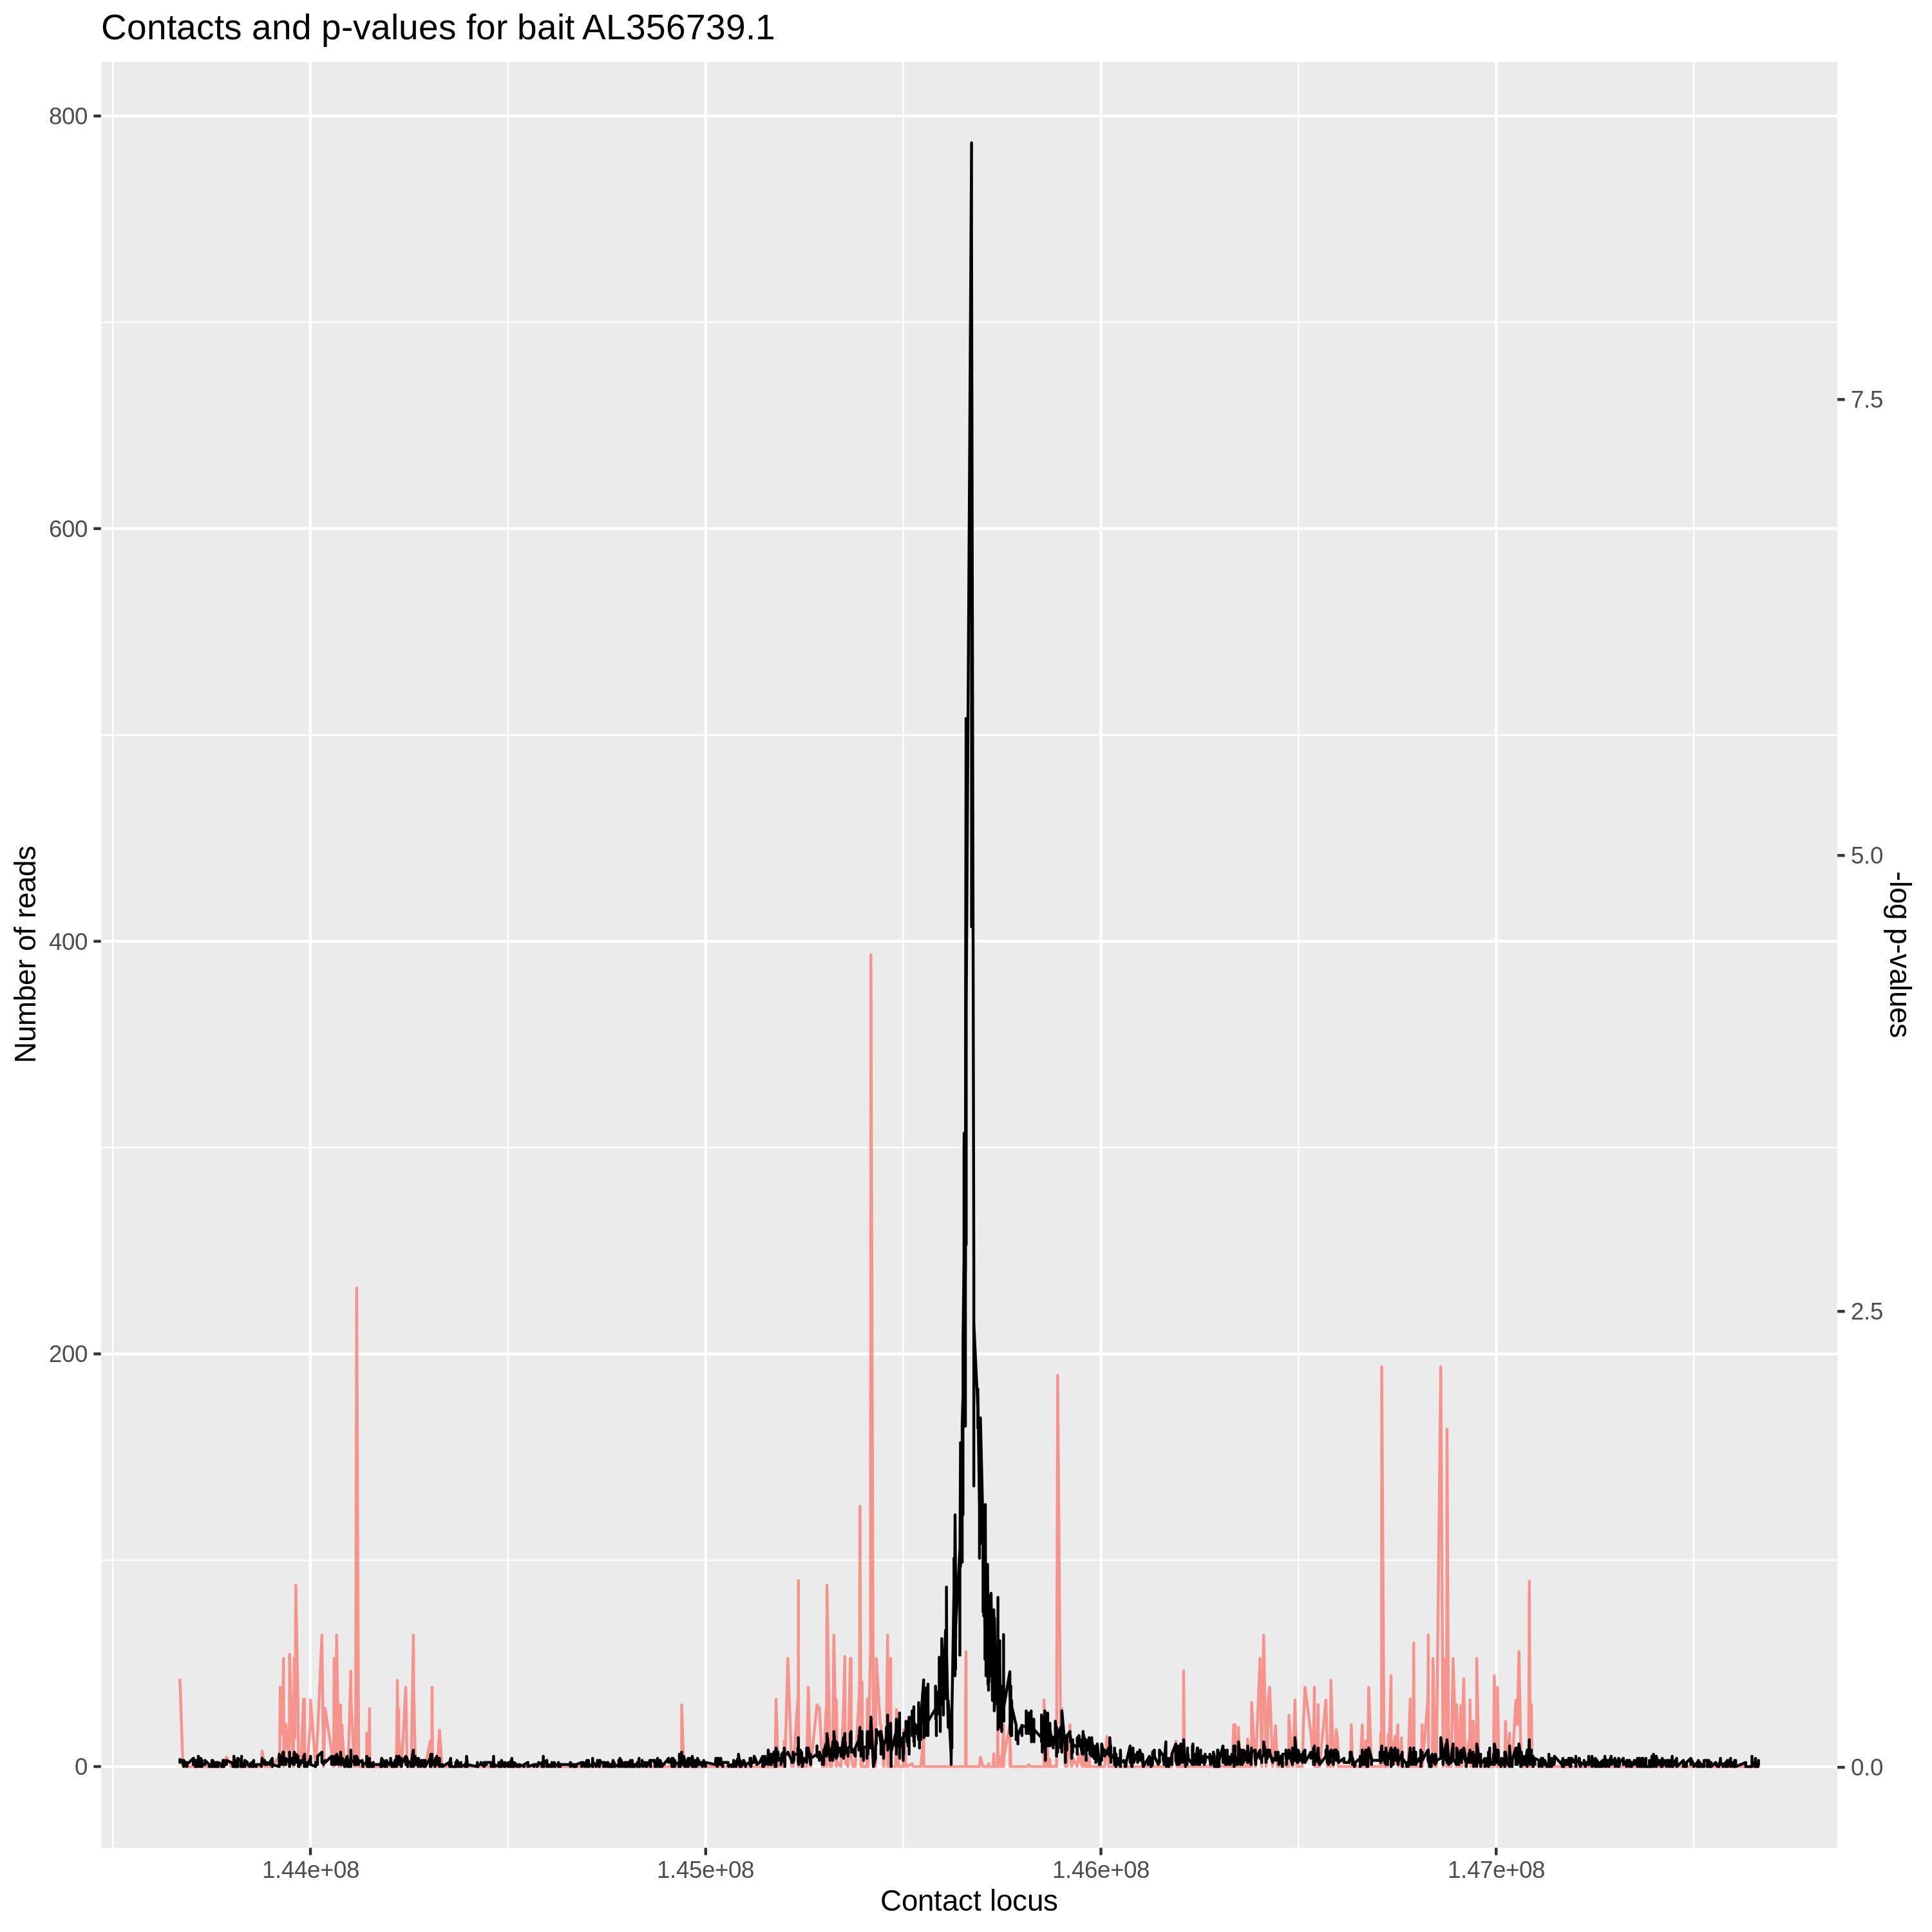 Contacts and p-values for bait AL356739.1
800
600
400
200
0
Number of reads
7.5
5.0
2.5
0.0
-log p-values
1.44e+08
1.45e+08
1.46e+08
1.47e+08
Contact locus